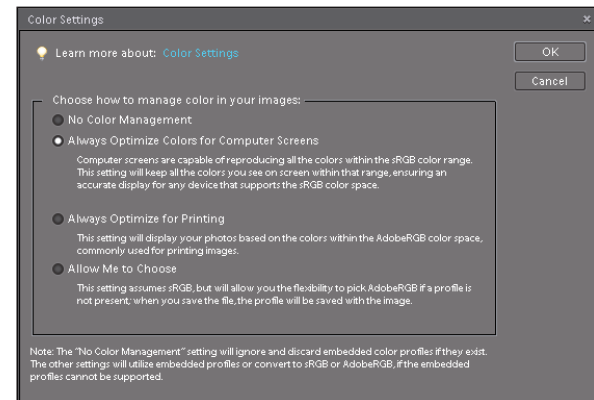 Color Settings
Learn more about: Color Settings
OK
Cancel
Choose how to manage color in your images:
No Color Management
Always Optimize Colors for Computer Screens
Computer screens are capable of reproducing all the colors within the sRGB color range.
This setting will keep all the colors you see on screen within that range, ensuring an
accurate display for any device that supports the sRGB color space.
Always Optimize for Printing
This setting will display your photos based on the colors within the AdobeRGB color space,
commonly used for printing images.
Allow Me to Choose
This setting assumes sRGB, but will allow you the flexibility to pick AdobeRGB if a profile is
not present; when you save the file, the profile will be saved with the image.
Note: The "No Color Management" setting will ignore and discard embedded color profiles if they exist.
The other settings will utilize embedded profiles or convert to sRGB or AdobeRGB, if the embedded
profiles cannot be supported.